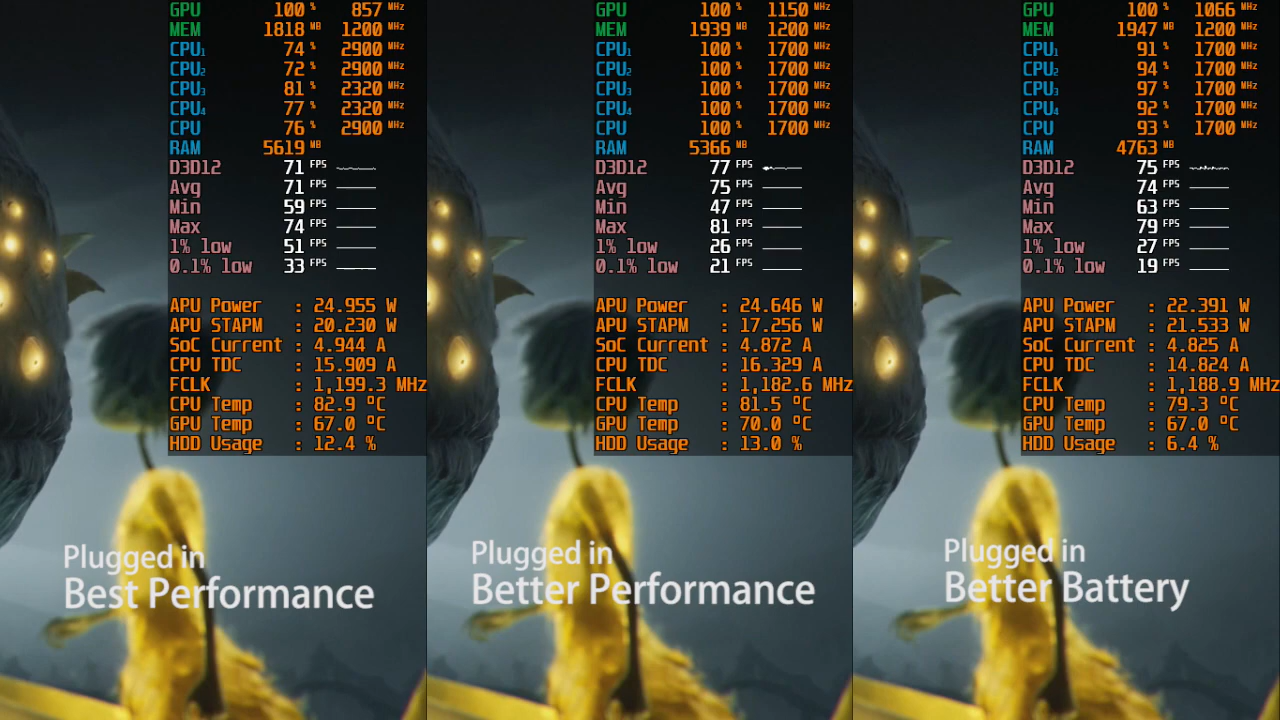 GPU 100 % 857 MHz
MEM 1818 MB 1200 MHz
CPU1 74 % 2900 MHz
CPU2 72 % 2900 MHz
CPU3 81 % 2320 MHz
CPU4 77 % 2320 MHz
CPU 76 % 2900 MHz
RAM 5619 MB
D3D12 71 FPS
Avg 71 FPS
Min 59 FPS
Max 74 FPS
1% low 51 FPS
0.1% low 33 FPS
APU Power : 24.955 W
APU STAPM : 20.230 W
SoC Current : 4.944 A
CPU TDC : 15.909 A
FCLK : 1,199.3 MHz
CPU Temp : 82.9 ºC
GPU Temp : 67.0 ºC
HDD Usage : 12.4 %
Plugged in
Best Performance
GPU 100 % 1150 MHz
MEM 1939 MB 1200 MHz
CPU1 100 % 1700 MHz
CPU2 100 % 1700 MHz
CPU3 100 % 1700 MHz
CPU4 100 % 1700 MHz
CPU 100 % 1700 MHz
RAM 5366 MB
D3D12 77 FPS
Avg 75 FPS
Min 47 FPS
Max 81 FPS
1% low 26 FPS
0.1% low 21 FPS
APU Power : 24.646 W
APU STAPM : 17.256 W
SoC Current : 4.872 A
CPU TDC : 16.329 A
FCLK : 1,182.6 MHz
CPU Temp : 81.5 ºC
GPU Temp : 70.0 ºC
HDD Usage : 13.0 %
Plugged in
Better Performance
GPU 100 % 1066 MHz
MEM 1947 MB 1200 MHz
CPU1 91 % 1700 MHz
CPU2 94 % 1700 MHz
CPU3 97 % 1700 MHz
CPU4 92 % 1700 MHz
CPU 93 % 1700 MHz
RAM 4763 MB
D3D12 75 FPS
Avg 74 FPS
Min 63 FPS
Max 79 FPS
1% low 27 FPS
0.1% low 19 FPS
APU Power : 22.391 W
APU STAPM : 21.533 W
SoC Current : 4.825 A
CPU TDC : 14.824 A
FCLK : 1,188.9 MHz
CPU Temp : 79.3 ºC
GPU Temp : 67.0 ºC
HDD Usage : 6.4 %
Plugged in
Better Battery